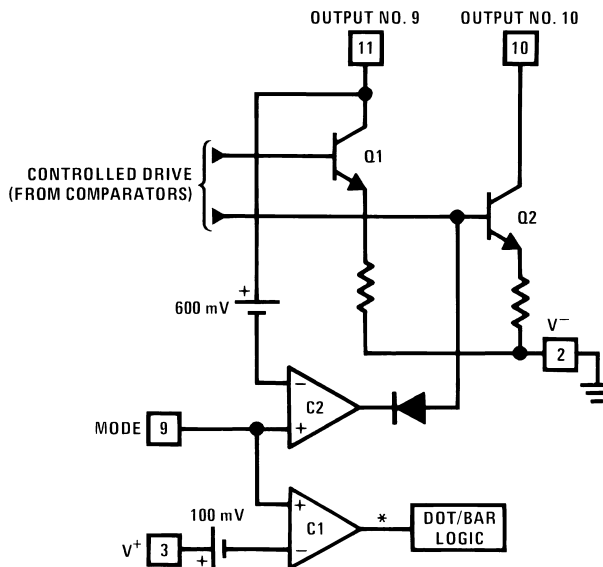 OUTPUT NO. 9
OUTPUT NO. 10
11
10
Q1
CONTROLLED DRIVE
(FROM COMPARATORS)
Q2
+
600 mV
V−
2
−
C2
+
MODE 9
+
100 mV
C1
*
DOT/BAR
LOGIC
V+ 3
+
−